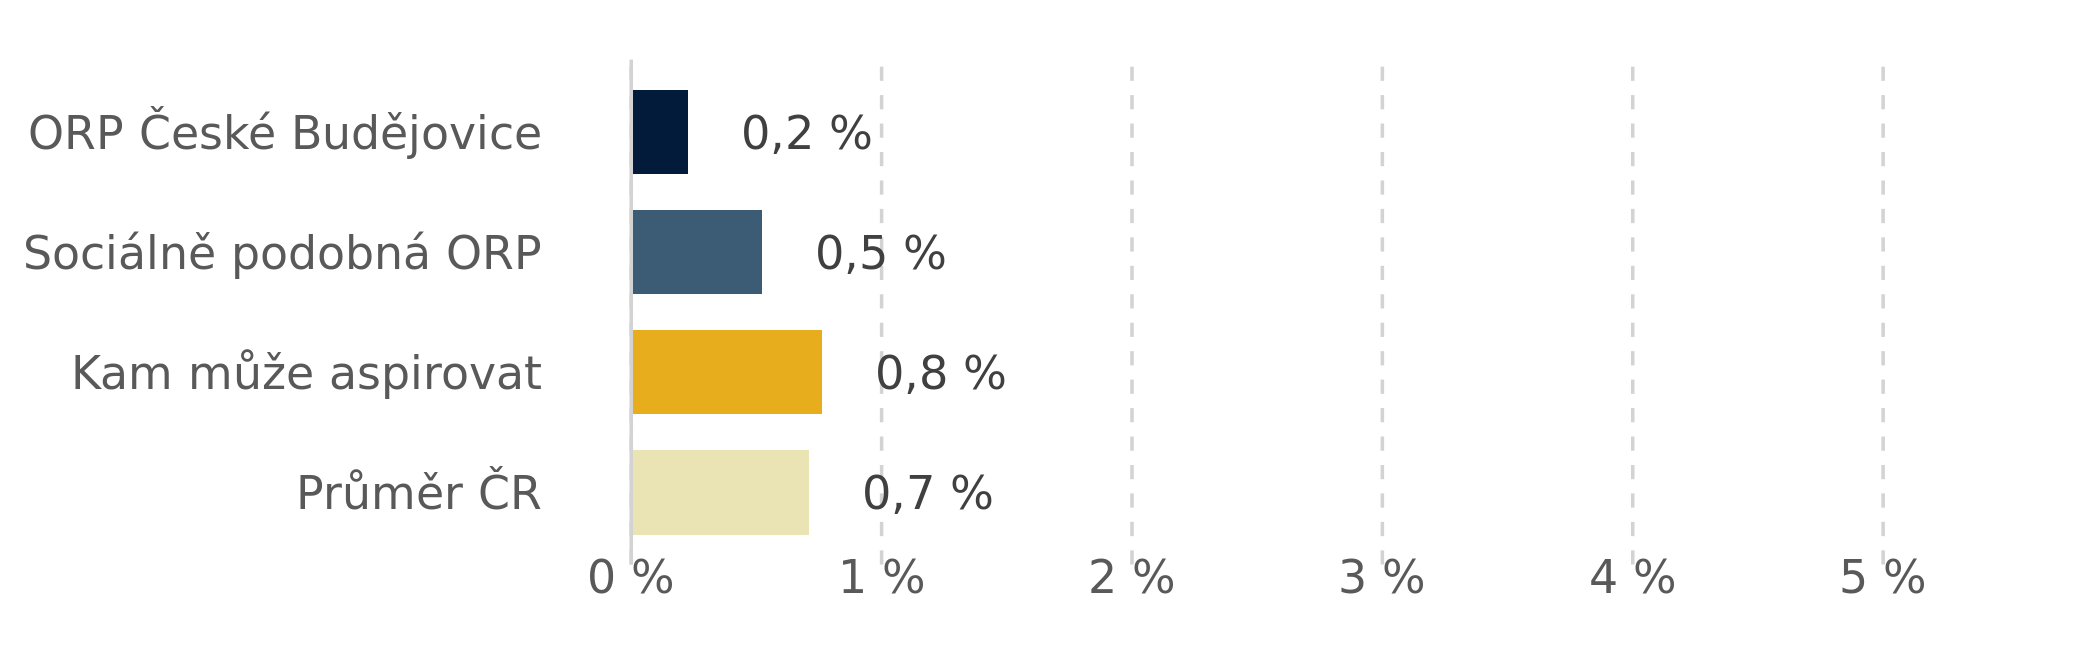 ORP České Budějovice
0,2 %
Sociálně podobná ORP
0,5 %
Kam může aspirovat
0,8 %
Průměr ČR
0,7 %
0 % 1 % 2 % 3 % 4 % 5 %